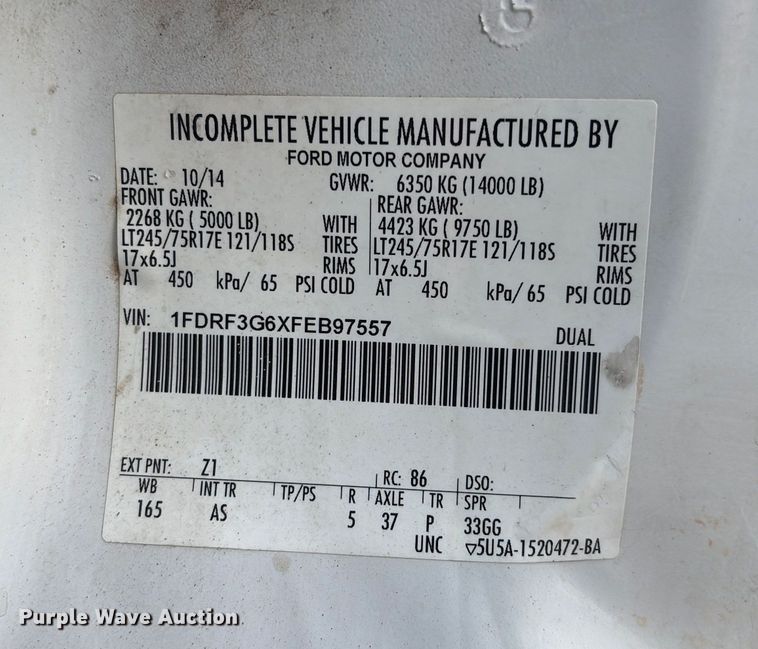 INCOMPLETE VEHICLE MANUFACTURED BY
FORD MOTOR COMPANY
DATE: 10/14 GVWR: 6350 KG (14000 LB)
FRONT GAWR: REAR GAWR:
2268 KG ( 5000 LB) WITH 4423 KG ( 9750 LB) WITH
LT245/75R17E 121/118S TIRES LT245/75R17E 121/118S TIRES
17x6.5J RIMS 17x6.5J RIMS
AT 450 kPa/ 65 PSI COLD AT 450 kPa/ 65 PSI COLD
VIN: 1FDRF3G6XFEB97557 DUAL
EXT PNT: Z1 RC: 86 DSO:
WB INT TR TP/PS R AXLE TR SPR
165 AS 5 37 P 33GG
UNC ▽5U5A-1520472-BA
Purple Wave Auction